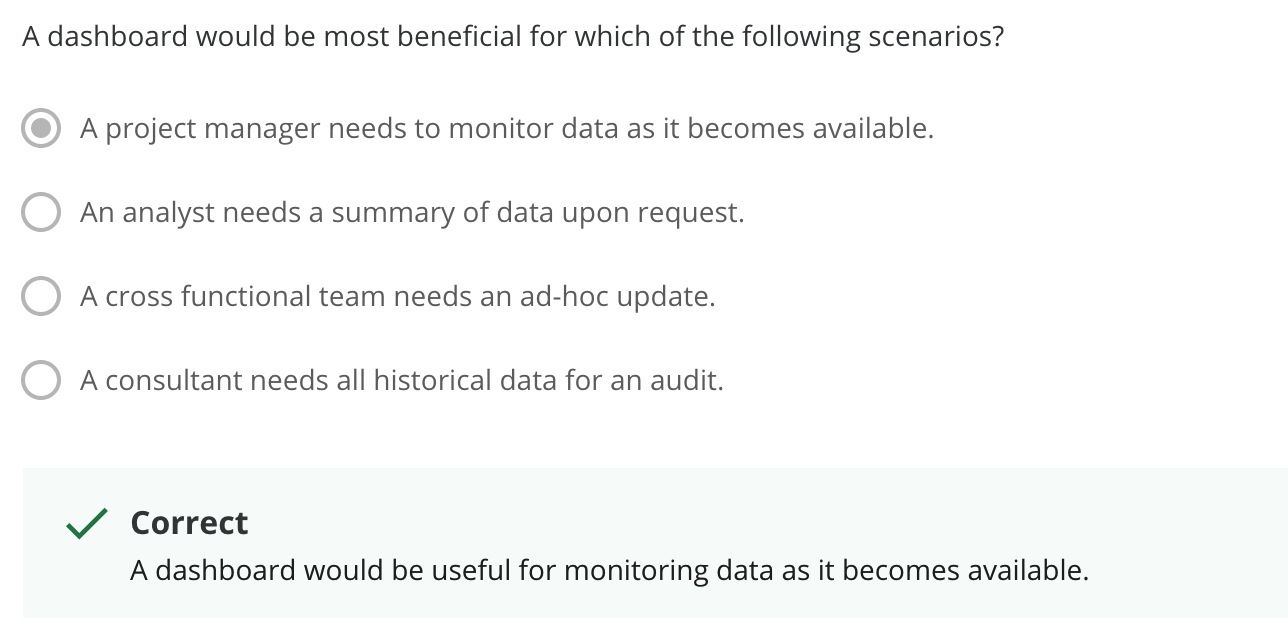 A dashboard would be most beneficial for which of the following scenarios?
A project manager needs to monitor data as it becomes available.
An analyst needs a summary of data upon request.
A cross functional team needs an ad-hoc update.
A consultant needs all historical data for an audit.
Correct
A dashboard would be useful for monitoring data as it becomes available.